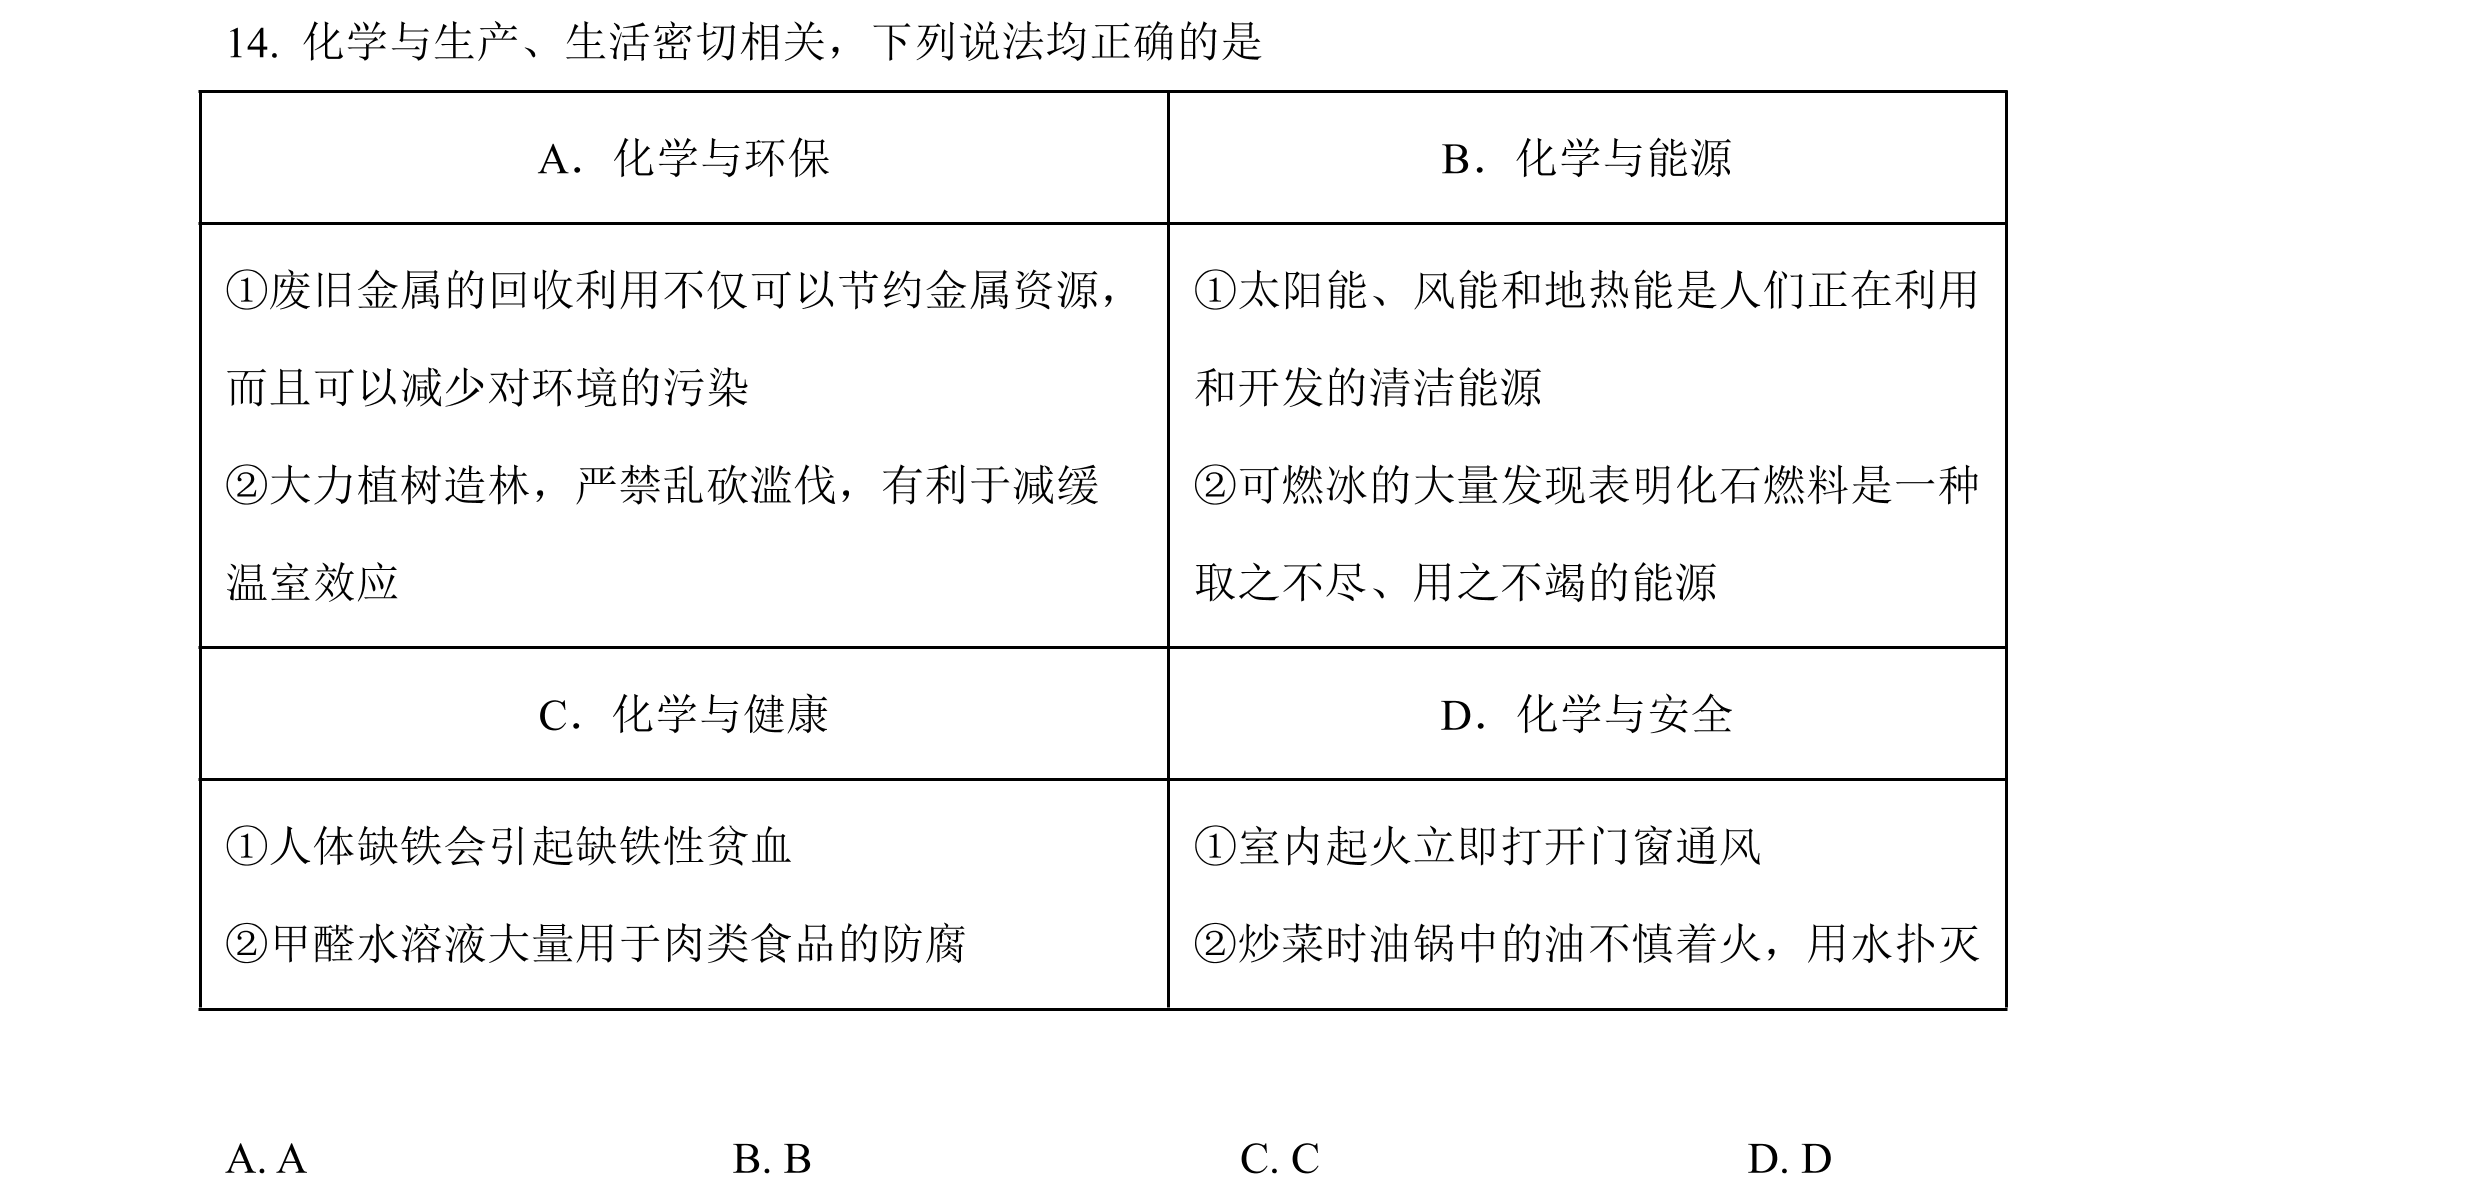 14. 化学与生产、生活密切相关，下列说法均正确的是
A．化学与环保
B．化学与能源
①废旧金属的回收利用不仅可以节约金属资源，
而且可以减少对环境的污染
②大力植树造林，严禁乱砍滥伐，有利于减缓
温室效应
①太阳能、风能和地热能是人们正在利用
和开发的清洁能源
②可燃冰的大量发现表明化石燃料是一种
取之不尽、用之不竭的能源
C．化学与健康
D．化学与安全
①人体缺铁会引起缺铁性贫血
②甲醛水溶液大量用于肉类食品的防腐
①室内起火立即打开门窗通风
②炒菜时油锅中的油不慎着火，用水扑灭
A. A B. B C. C D. D